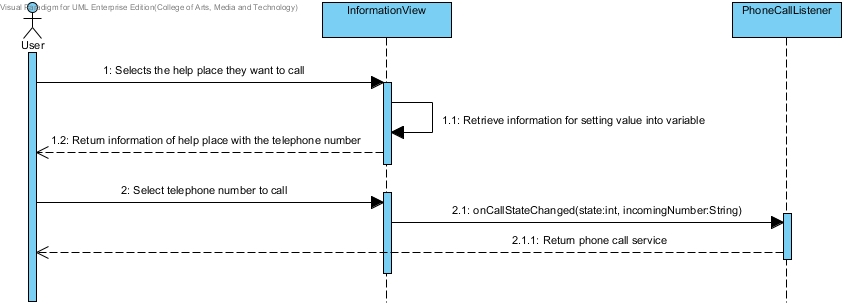 Visual Paradigm for UML Enterprise Edition(College of Arts, Media and Technology)
InformationView
PhoneCallListener
User
1: Selects the help place they want to call
1.1: Retrieve information for setting value into variable
1.2: Return information of help place with the telephone number
2: Select telephone number to call
2.1: onCallStateChanged(state:int, incomingNumber:String)
2.1.1: Return phone call service